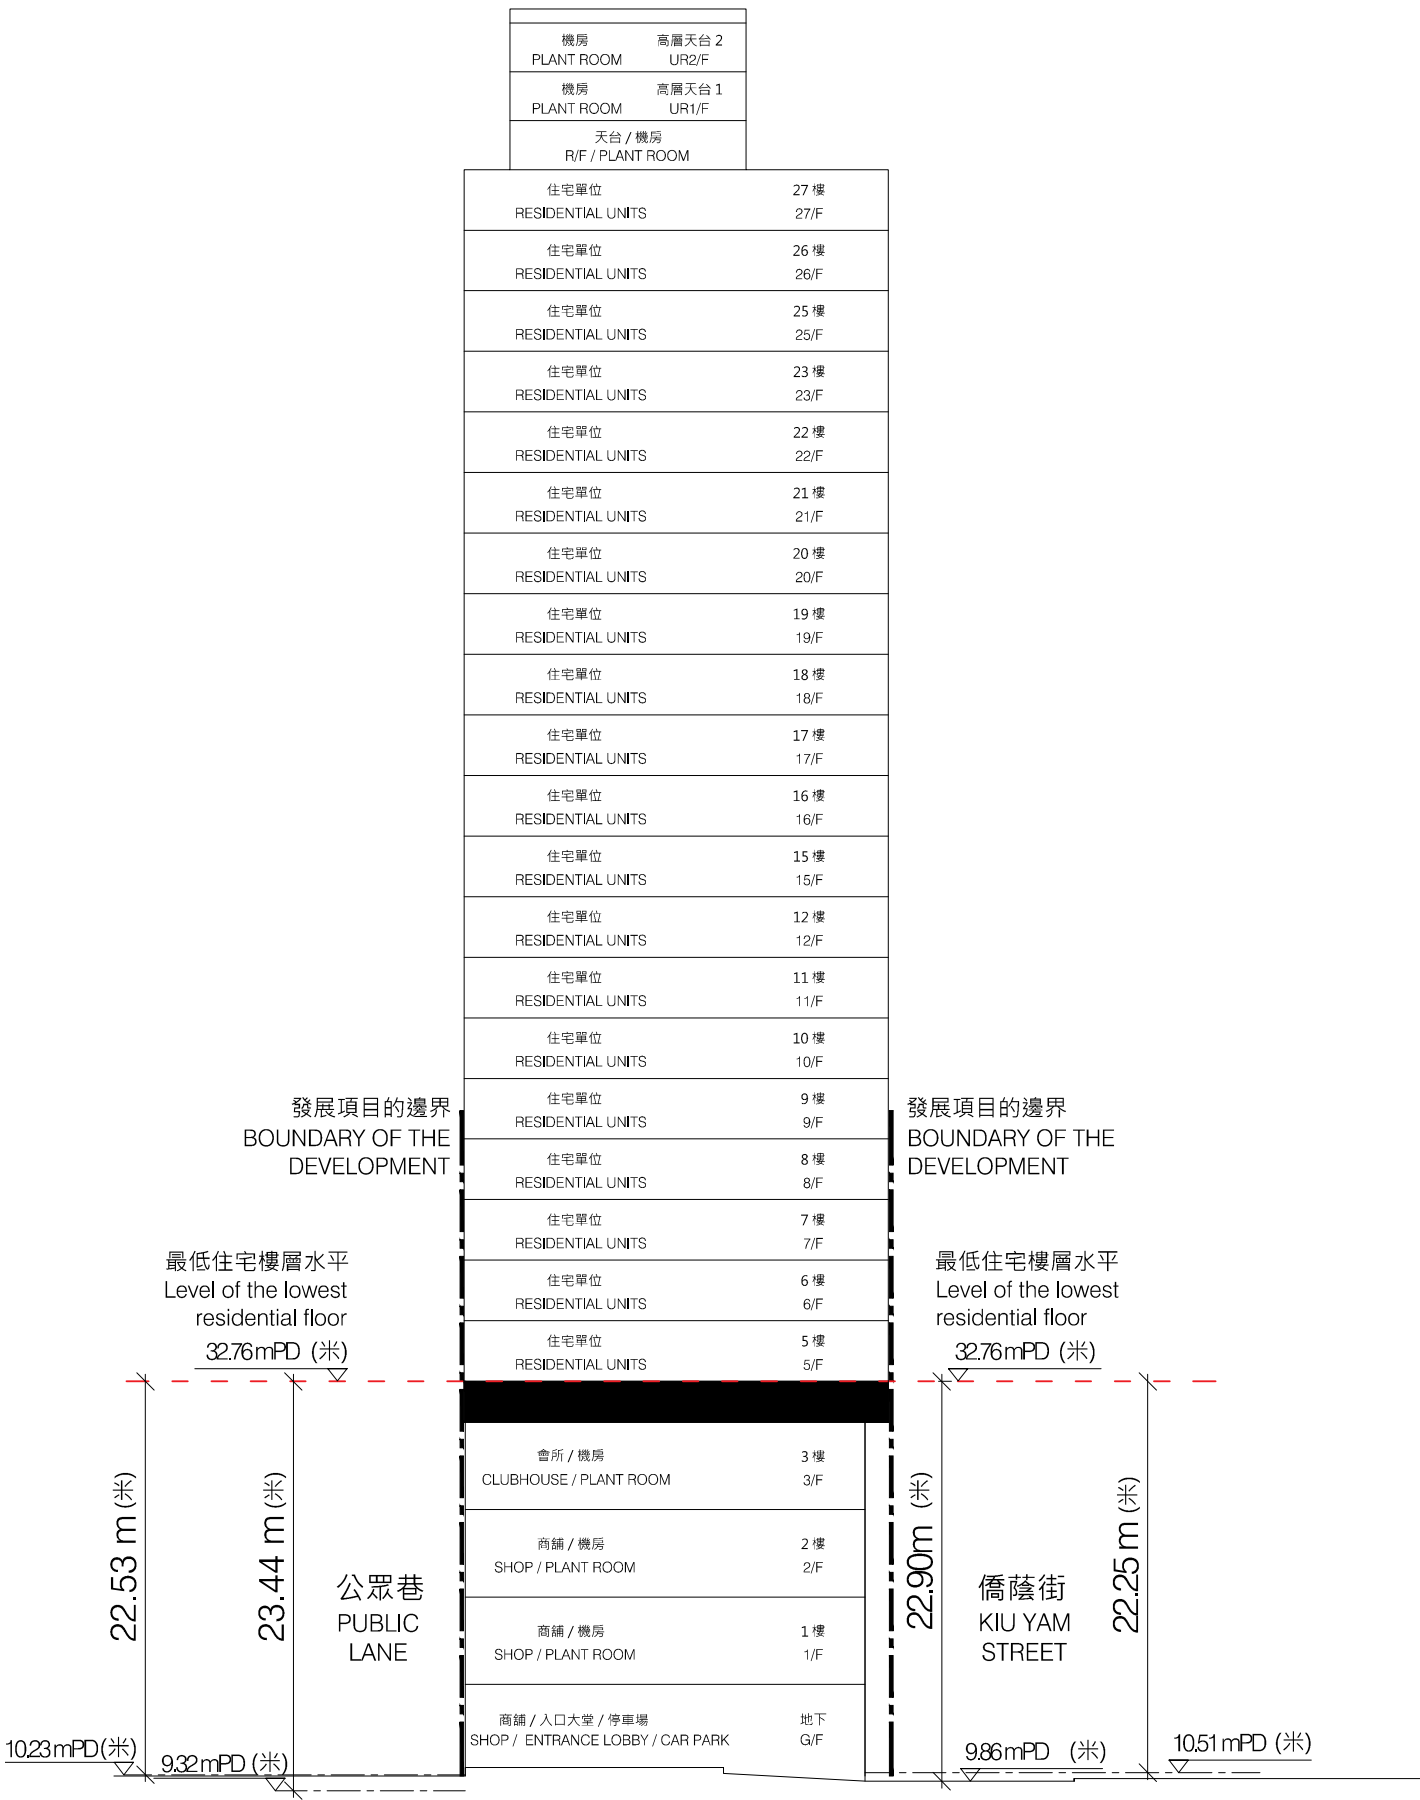 機房 高層天台 2
PLANT ROOM UR2/F
機房 高層天台 1
PLANT ROOM UR1/F
天台 / 機房
R/F / PLANT ROOM
住宅單位 27 樓
RESIDENTIAL UNITS 27/F
住宅單位 26 樓
RESIDENTIAL UNITS 26/F
住宅單位 25 樓
RESIDENTIAL UNITS 25/F
住宅單位 23 樓
RESIDENTIAL UNITS 23/F
住宅單位 22 樓
RESIDENTIAL UNITS 22/F
住宅單位 21 樓
RESIDENTIAL UNITS 21/F
住宅單位 20 樓
RESIDENTIAL UNITS 20/F
住宅單位 19 樓
RESIDENTIAL UNITS 19/F
住宅單位 18 樓
RESIDENTIAL UNITS 18/F
住宅單位 17 樓
RESIDENTIAL UNITS 17/F
住宅單位 16 樓
RESIDENTIAL UNITS 16/F
住宅單位 15 樓
RESIDENTIAL UNITS 15/F
住宅單位 12 樓
RESIDENTIAL UNITS 12/F
住宅單位 11 樓
RESIDENTIAL UNITS 11/F
住宅單位 10 樓
RESIDENTIAL UNITS 10/F
住宅單位 9 樓
RESIDENTIAL UNITS 9/F
住宅單位 8 樓
RESIDENTIAL UNITS 8/F
住宅單位 7 樓
RESIDENTIAL UNITS 7/F
住宅單位 6 樓
RESIDENTIAL UNITS 6/F
住宅單位 5 樓
RESIDENTIAL UNITS 5/F
會所 / 機房 3 樓
CLUBHOUSE / PLANT ROOM 3/F
商舖 / 機房 2 樓
SHOP / PLANT ROOM 2/F
商舖 / 機房 1 樓
SHOP / PLANT ROOM 1/F
商舖 / 入口大堂 / 停車場 地下
SHOP / ENTRANCE LOBBY / CAR PARK G/F
發展項目的邊界
BOUNDARY OF THE
DEVELOPMENT
最低住宅樓層水平
Level of the lowest
residential floor
32.76mPD (米)
22.53 m (米)
23.44 m (米)
公眾巷
PUBLIC
LANE
10.23mPD(米)
9.32mPD (米)
發展項目的邊界
BOUNDARY OF THE
DEVELOPMENT
最低住宅樓層水平
Level of the lowest
residential floor
32.76mPD (米)
22.90m (米)
僑蔭街
KIU YAM
STREET
22.25 m (米)
9.86mPD (米)
10.51 mPD (米)